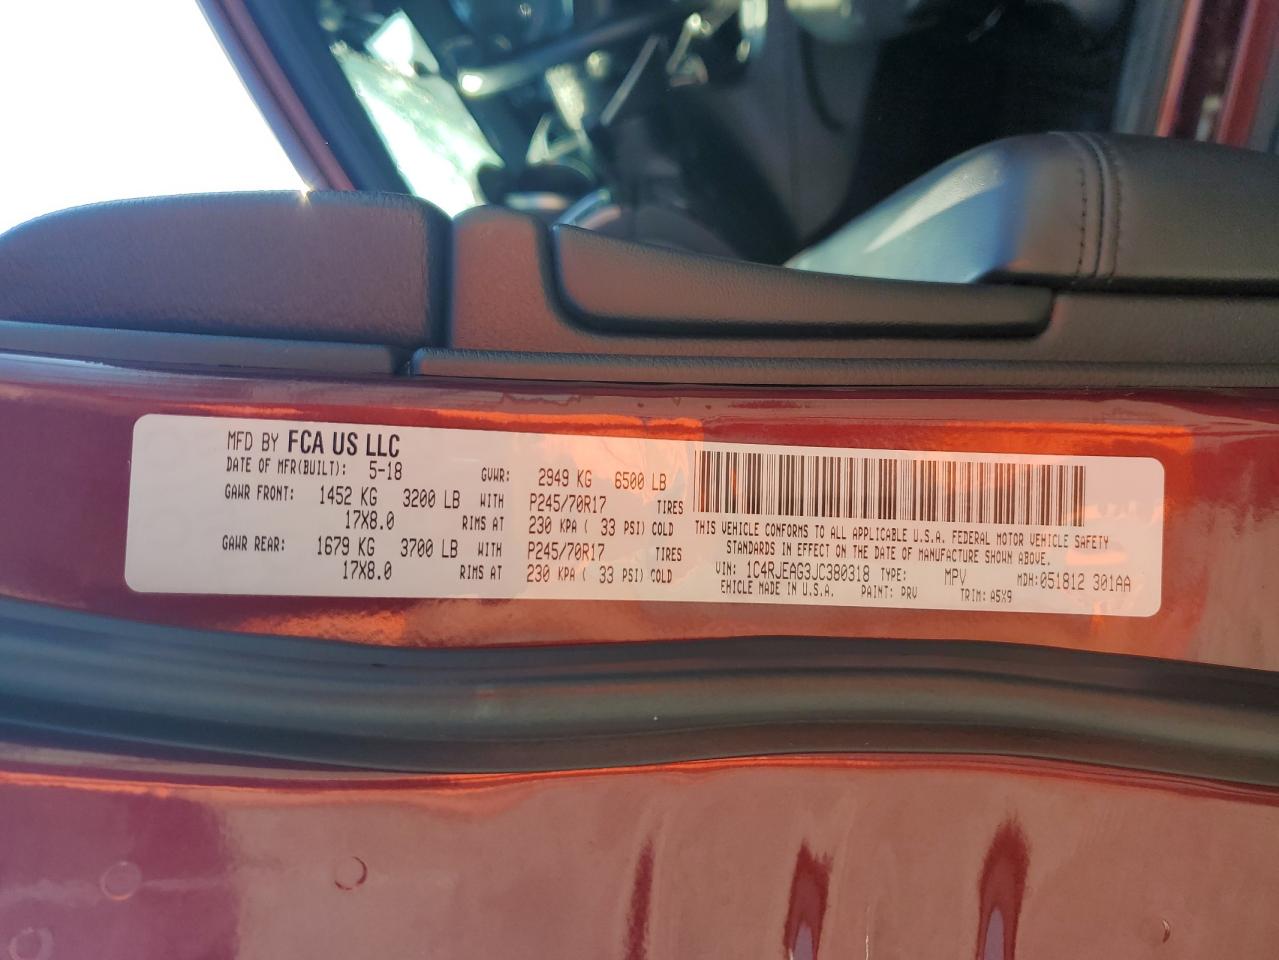 MFD BY FCA US LLC
DATE OF MFR(BUILT): 5-18 GVWR: 2949 KG 6500 LB
GAWR FRONT: 1452 KG 3200 LB WITH P245/70R17 TIRES
17X8.0 RIMS AT 230 KPA ( 33 PSI) COLD
GAWR REAR: 1679 KG 3700 LB WITH P245/70R17 TIRES
17X8.0 RIMS AT 230 KPA ( 33 PSI) COLD
THIS VEHICLE CONFORMS TO ALL APPLICABLE U.S.A. FEDERAL MOTOR VEHICLE SAFETY
STANDARDS IN EFFECT ON THE DATE OF MANUFACTURE SHOWN ABOVE.
VIN: 1C4RJEAG3JC380318 TYPE: MPV MDH:051812 301AA
EHICLE MADE IN U.S.A. PAINT: PRV TRIM: A5X9